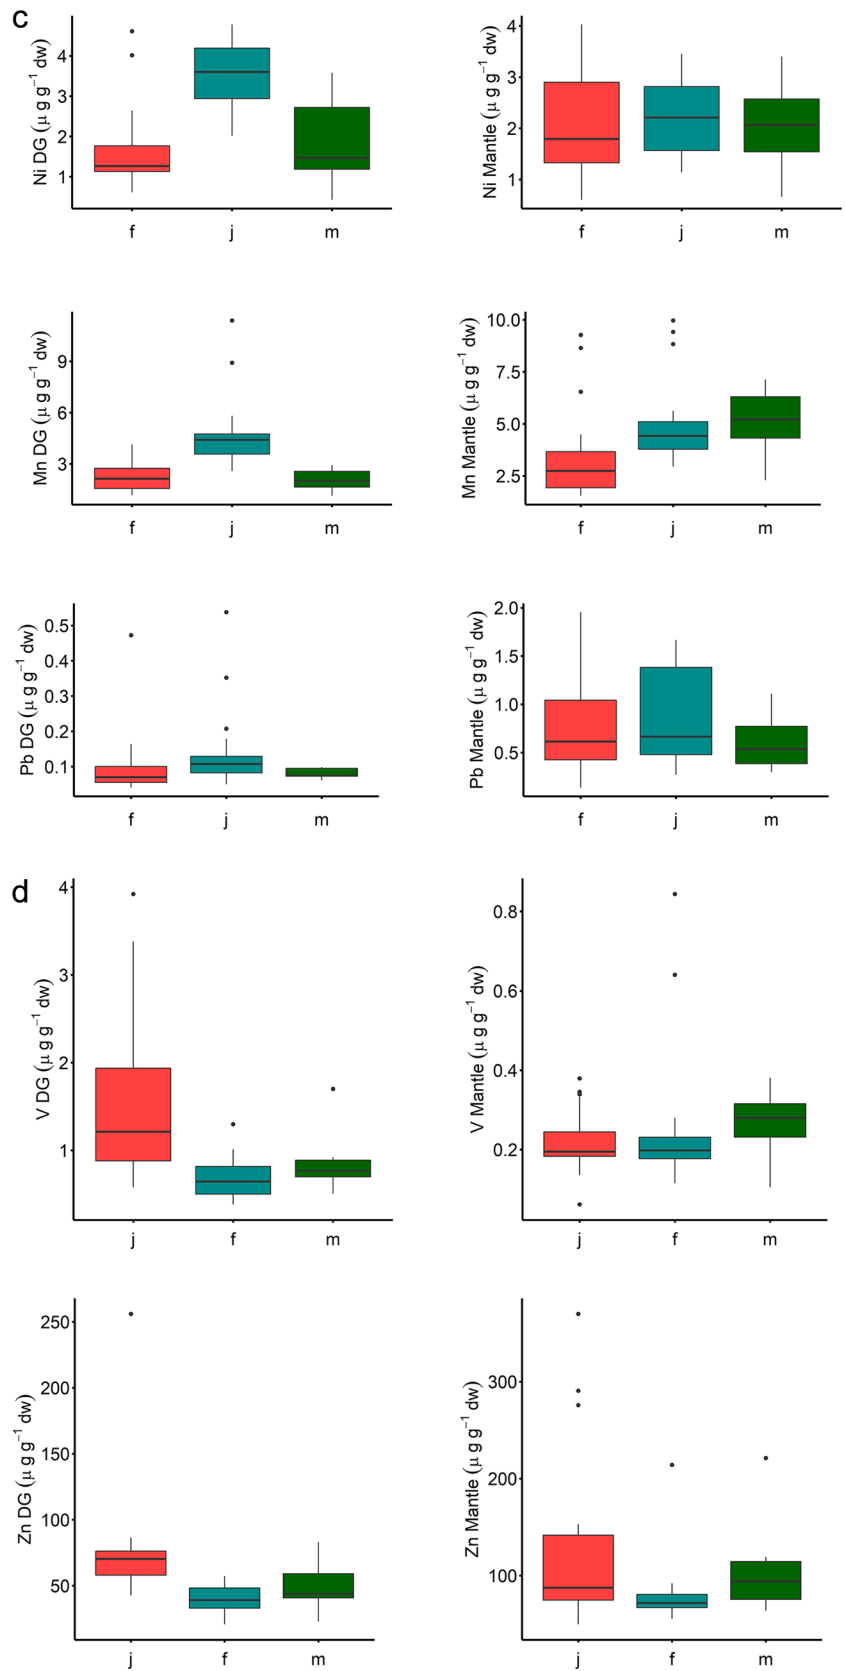 c
Ni DG (μ g g⁻¹ dw)
4
3
2
1
f j m
Ni Mantle (μ g g⁻¹ dw)
4
3
2
1
f j m
Mn DG (μ g g⁻¹ dw)
9
6
3
f j m
Mn Mantle (μ g g⁻¹ dw)
10.0
7.5
5.0
2.5
f j m
Pb DG (μ g g⁻¹ dw)
0.5
0.4
0.3
0.2
0.1
f j m
Pb Mantle (μ g g⁻¹ dw)
2.0
1.5
1.0
0.5
f j m
d
V DG (μ g g⁻¹ dw)
4
3
2
1
j f m
V Mantle (μ g g⁻¹ dw)
0.8
0.6
0.4
0.2
j f m
Zn DG (μ g g⁻¹ dw)
250
200
150
100
50
j f m
Zn Mantle (μ g g⁻¹ dw)
300
200
100
j f m